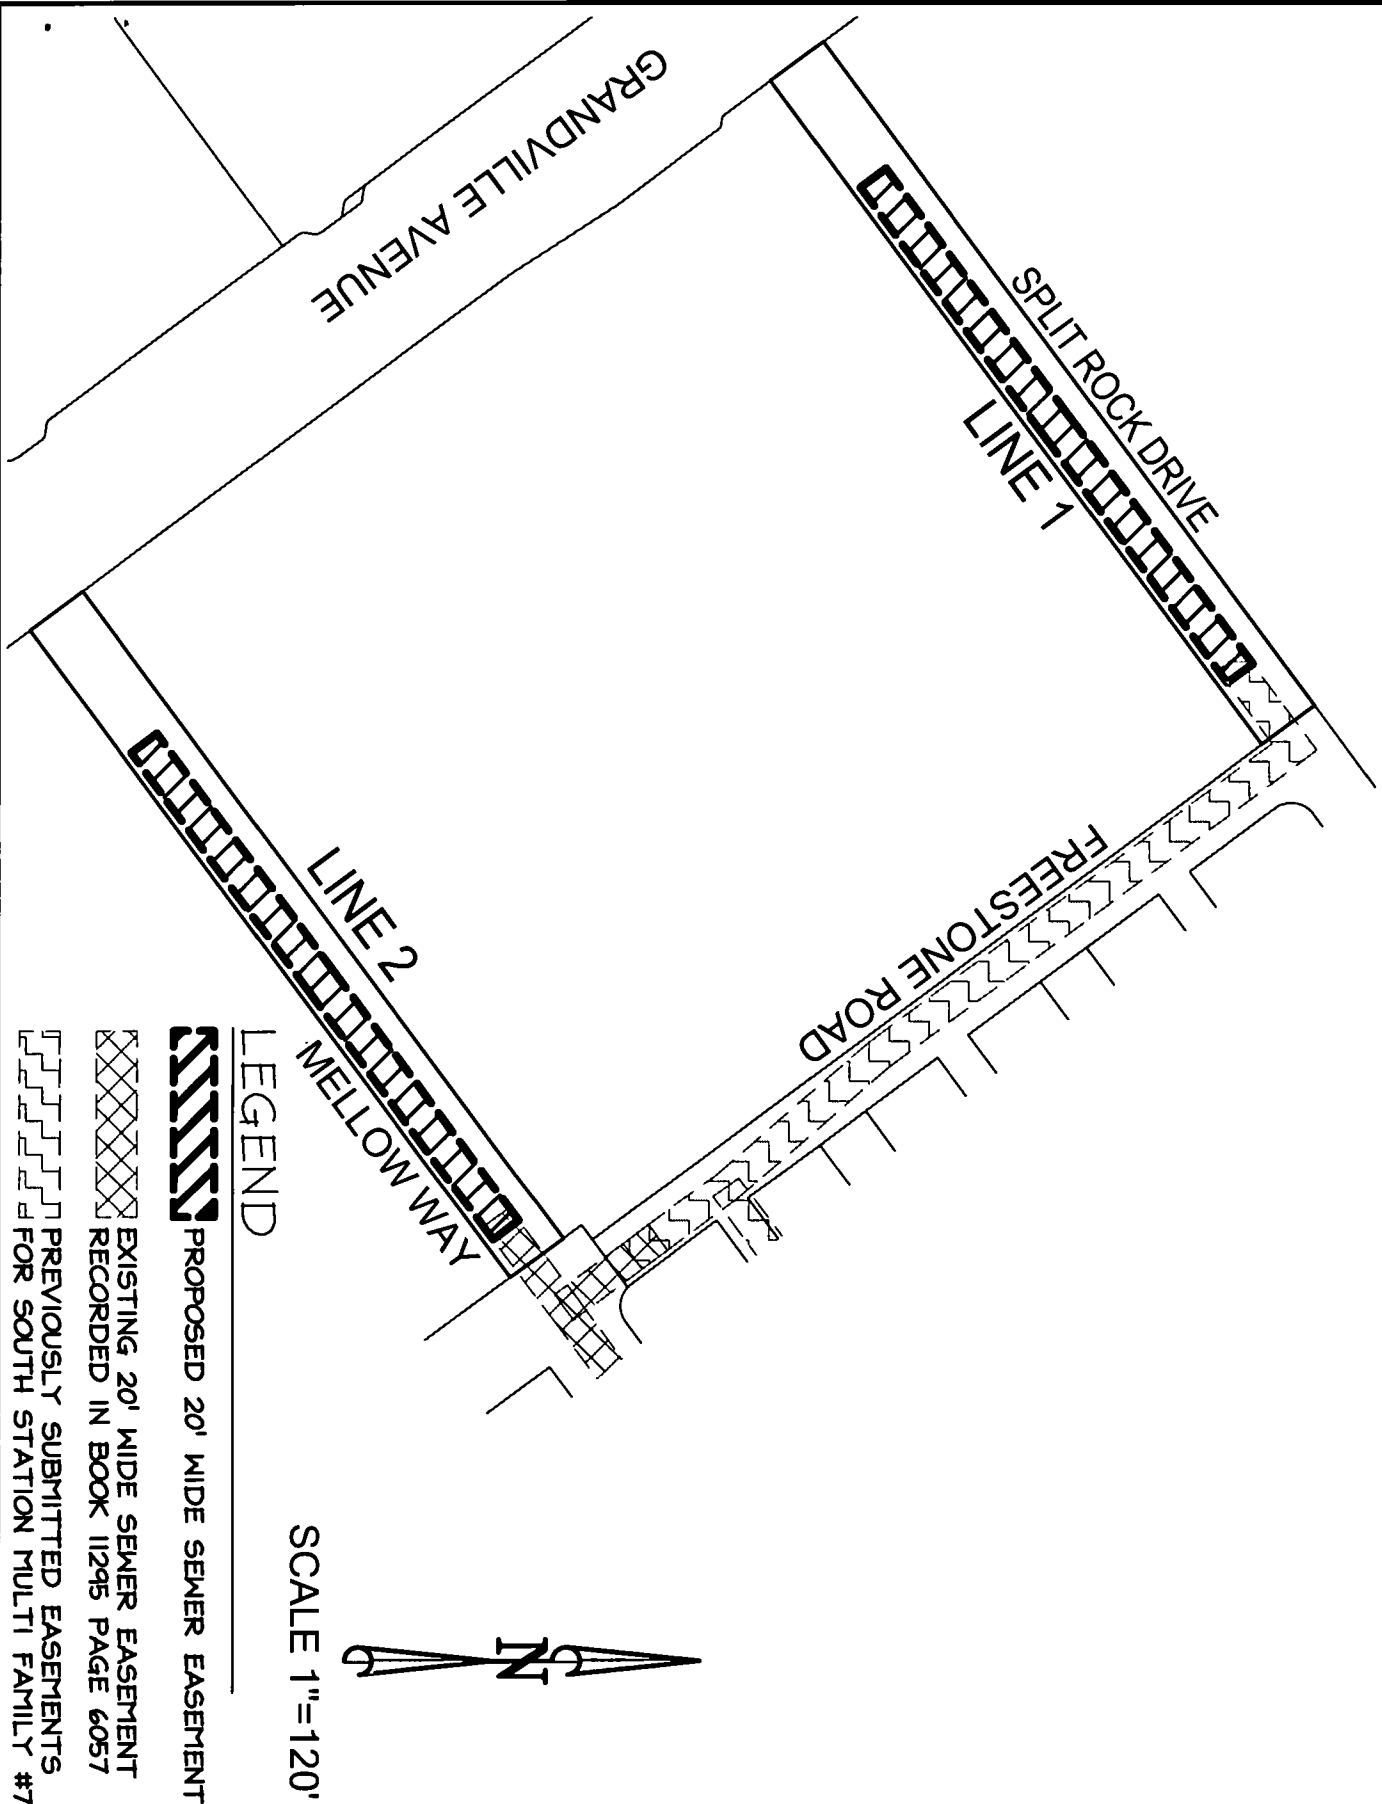 GRANDVILLE AVENUE
SPLIT ROCK DRIVE
LINE 1
FREESTONE ROAD
LINE 2
MELLOW WAY
N
SCALE 1"=120'
LEGEND
PROPOSED 20' WIDE SEWER EASEMENT
EXISTING 20' WIDE SEWER EASEMENT
RECORDED IN BOOK 11295 PAGE 6057
PREVIOUSLY SUBMITTED EASEMENTS
FOR SOUTH STATION MULTI FAMILY #7